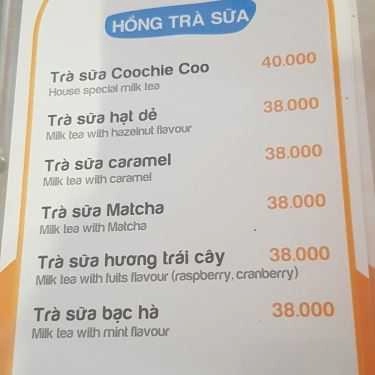 HỒNG TRÀ SỮA
Trà sữa Coochie Coo 40.000
House special milk tea
Trà sữa hạt dẻ 38.000
Milk tea with hazelnut flavour
Trà sữa caramel 38.000
Milk tea with caramel
Trà sữa Matcha 38.000
Milk tea with Matcha
Trà sữa hương trái cây 38.000
Milk tea with fuits flavour (raspberry, cranberry)
Trà sữa bạc hà 38.000
Milk tea with mint flavour